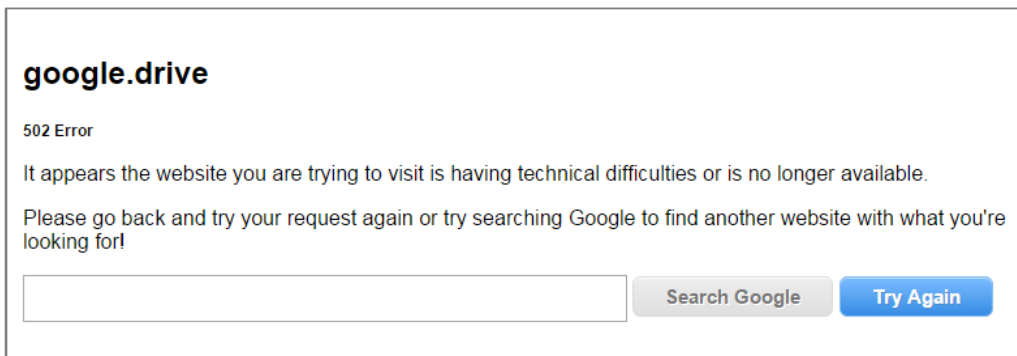 google.drive
502 Error
It appears the website you are trying to visit is having technical difficulties or is no longer available.
Please go back and try your request again or try searching Google to find another website with what you're
looking for!
Search Google Try Again